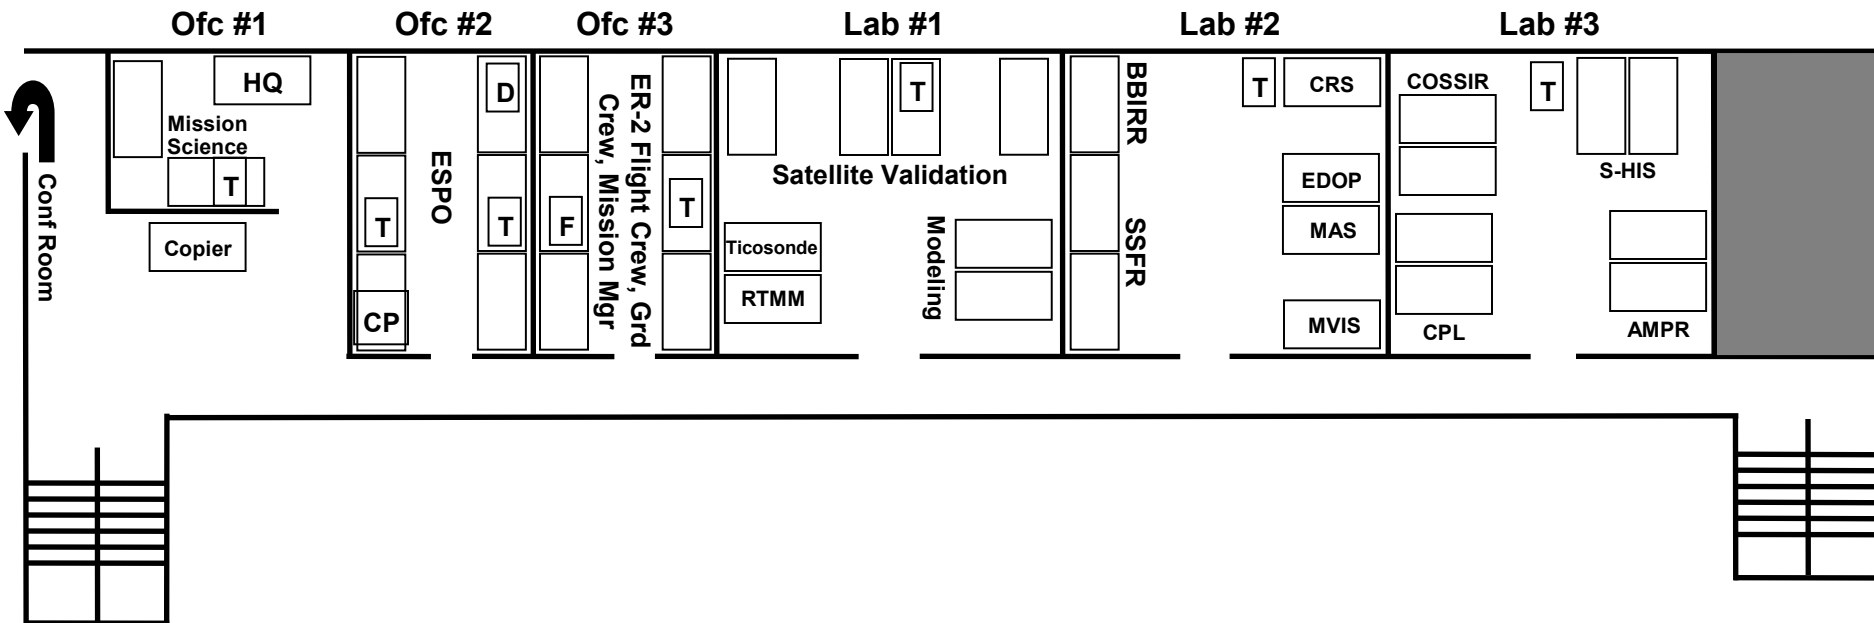 Ofc #1
Ofc #2
Ofc #3
Lab #1
Lab #2
Lab #3
HQ
Mission
Science
T
Copier
Conf Room
D
ESPO
T
T
CP
ER-2 Flight Crew, Grd
Crew, Mission Mgr
F
T
T
Satellite Validation
Ticosonde
RTMM
Modeling
BBIRR
SSFR
T
CRS
EDOP
MAS
MVIS
COSSIR
T
S-HIS
CPL
AMPR